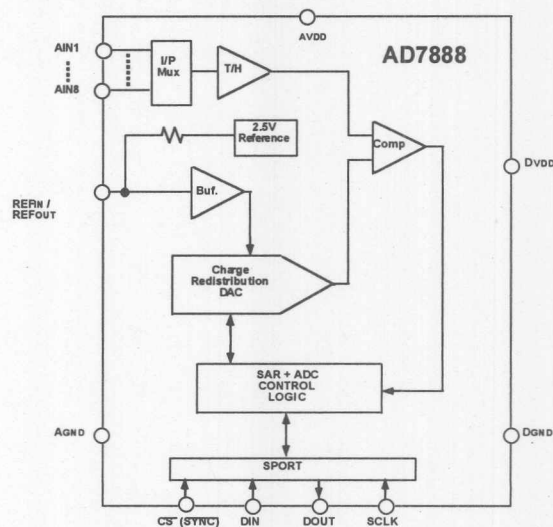 AVDD
AD7888
AIN1
AIN8
I/P
Mux
T/H
2.5V
Reference
Comp
DVDD
REFIN /
REFOUT
Buf.
Charge
Redistribution
DAC
SAR + ADC
CONTROL
LOGIC
AGND
DGND
SPORT
CS (SYNC)
DIN
DOUT
SCLK